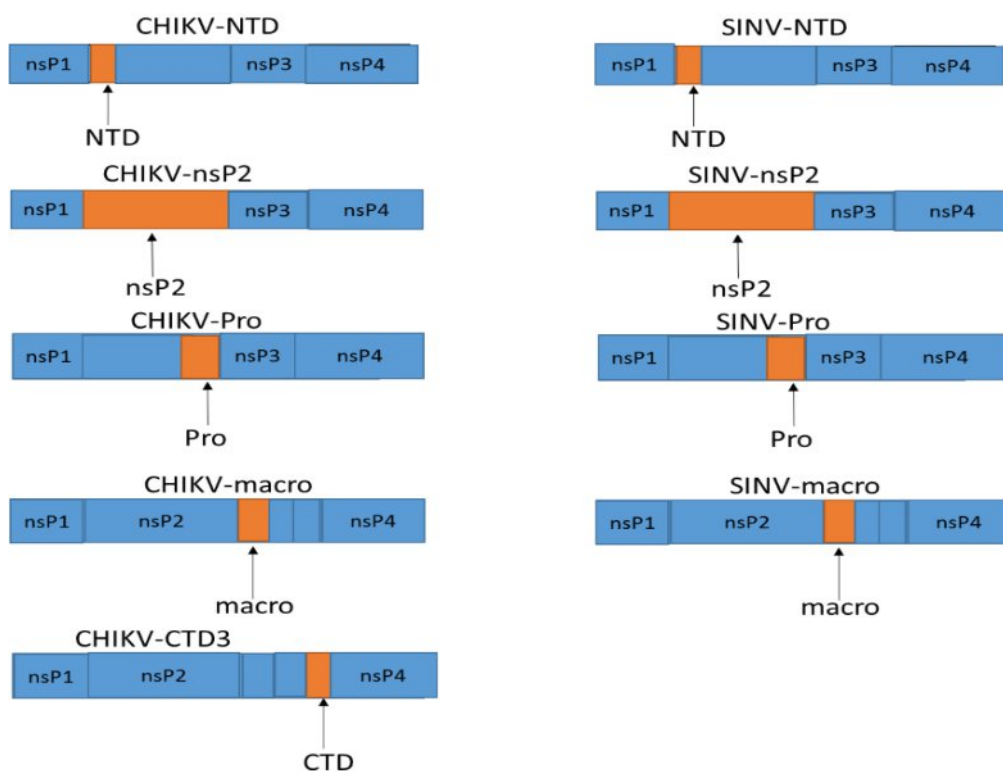 CHIKV-NTD
nsP1 nsP3 nsP4
NTD
CHIKV-nsP2
nsP1 nsP3 nsP4
nsP2
CHIKV-Pro
nsP1 nsP3 nsP4
Pro
CHIKV-macro
nsP1 nsP2 nsP4
macro
CHIKV-CTD3
nsP1 nsP2 nsP4
CTD
SINV-NTD
nsP1 nsP3 nsP4
NTD
SINV-nsP2
nsP1 nsP3 nsP4
nsP2
SINV-Pro
nsP1 nsP3 nsP4
Pro
SINV-macro
nsP1 nsP2 nsP4
macro